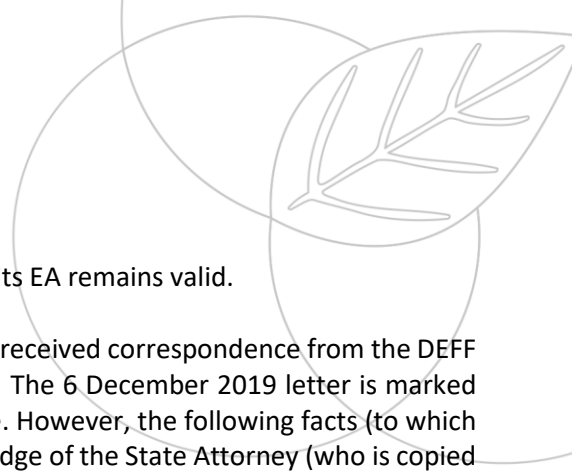 ts EA remains valid.
received correspondence from the DEFF
The 6 December 2019 letter is marked
However, the following facts (to which
dge of the State Attorney (who is copied